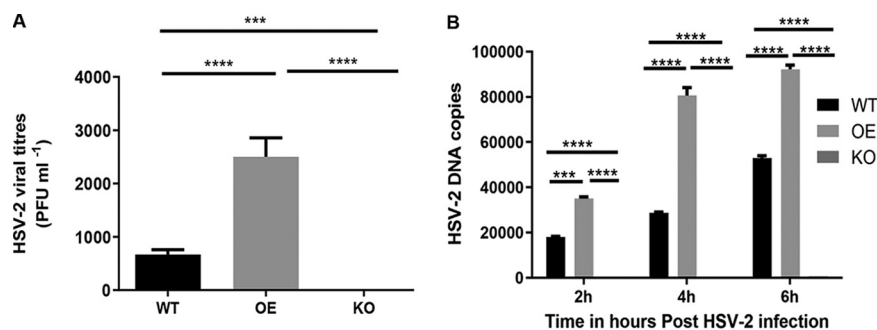 A
***
****
****
HSV-2 viral titres
(PFU ml -1)
4000
3000
2000
1000
0
WT
OE
KO
B
****
****
****
****
****
****
****
***
****
HSV-2 DNA copies
100000
80000
60000
40000
20000
0
2h
4h
6h
Time in hours Post HSV-2 infection
WT
OE
KO